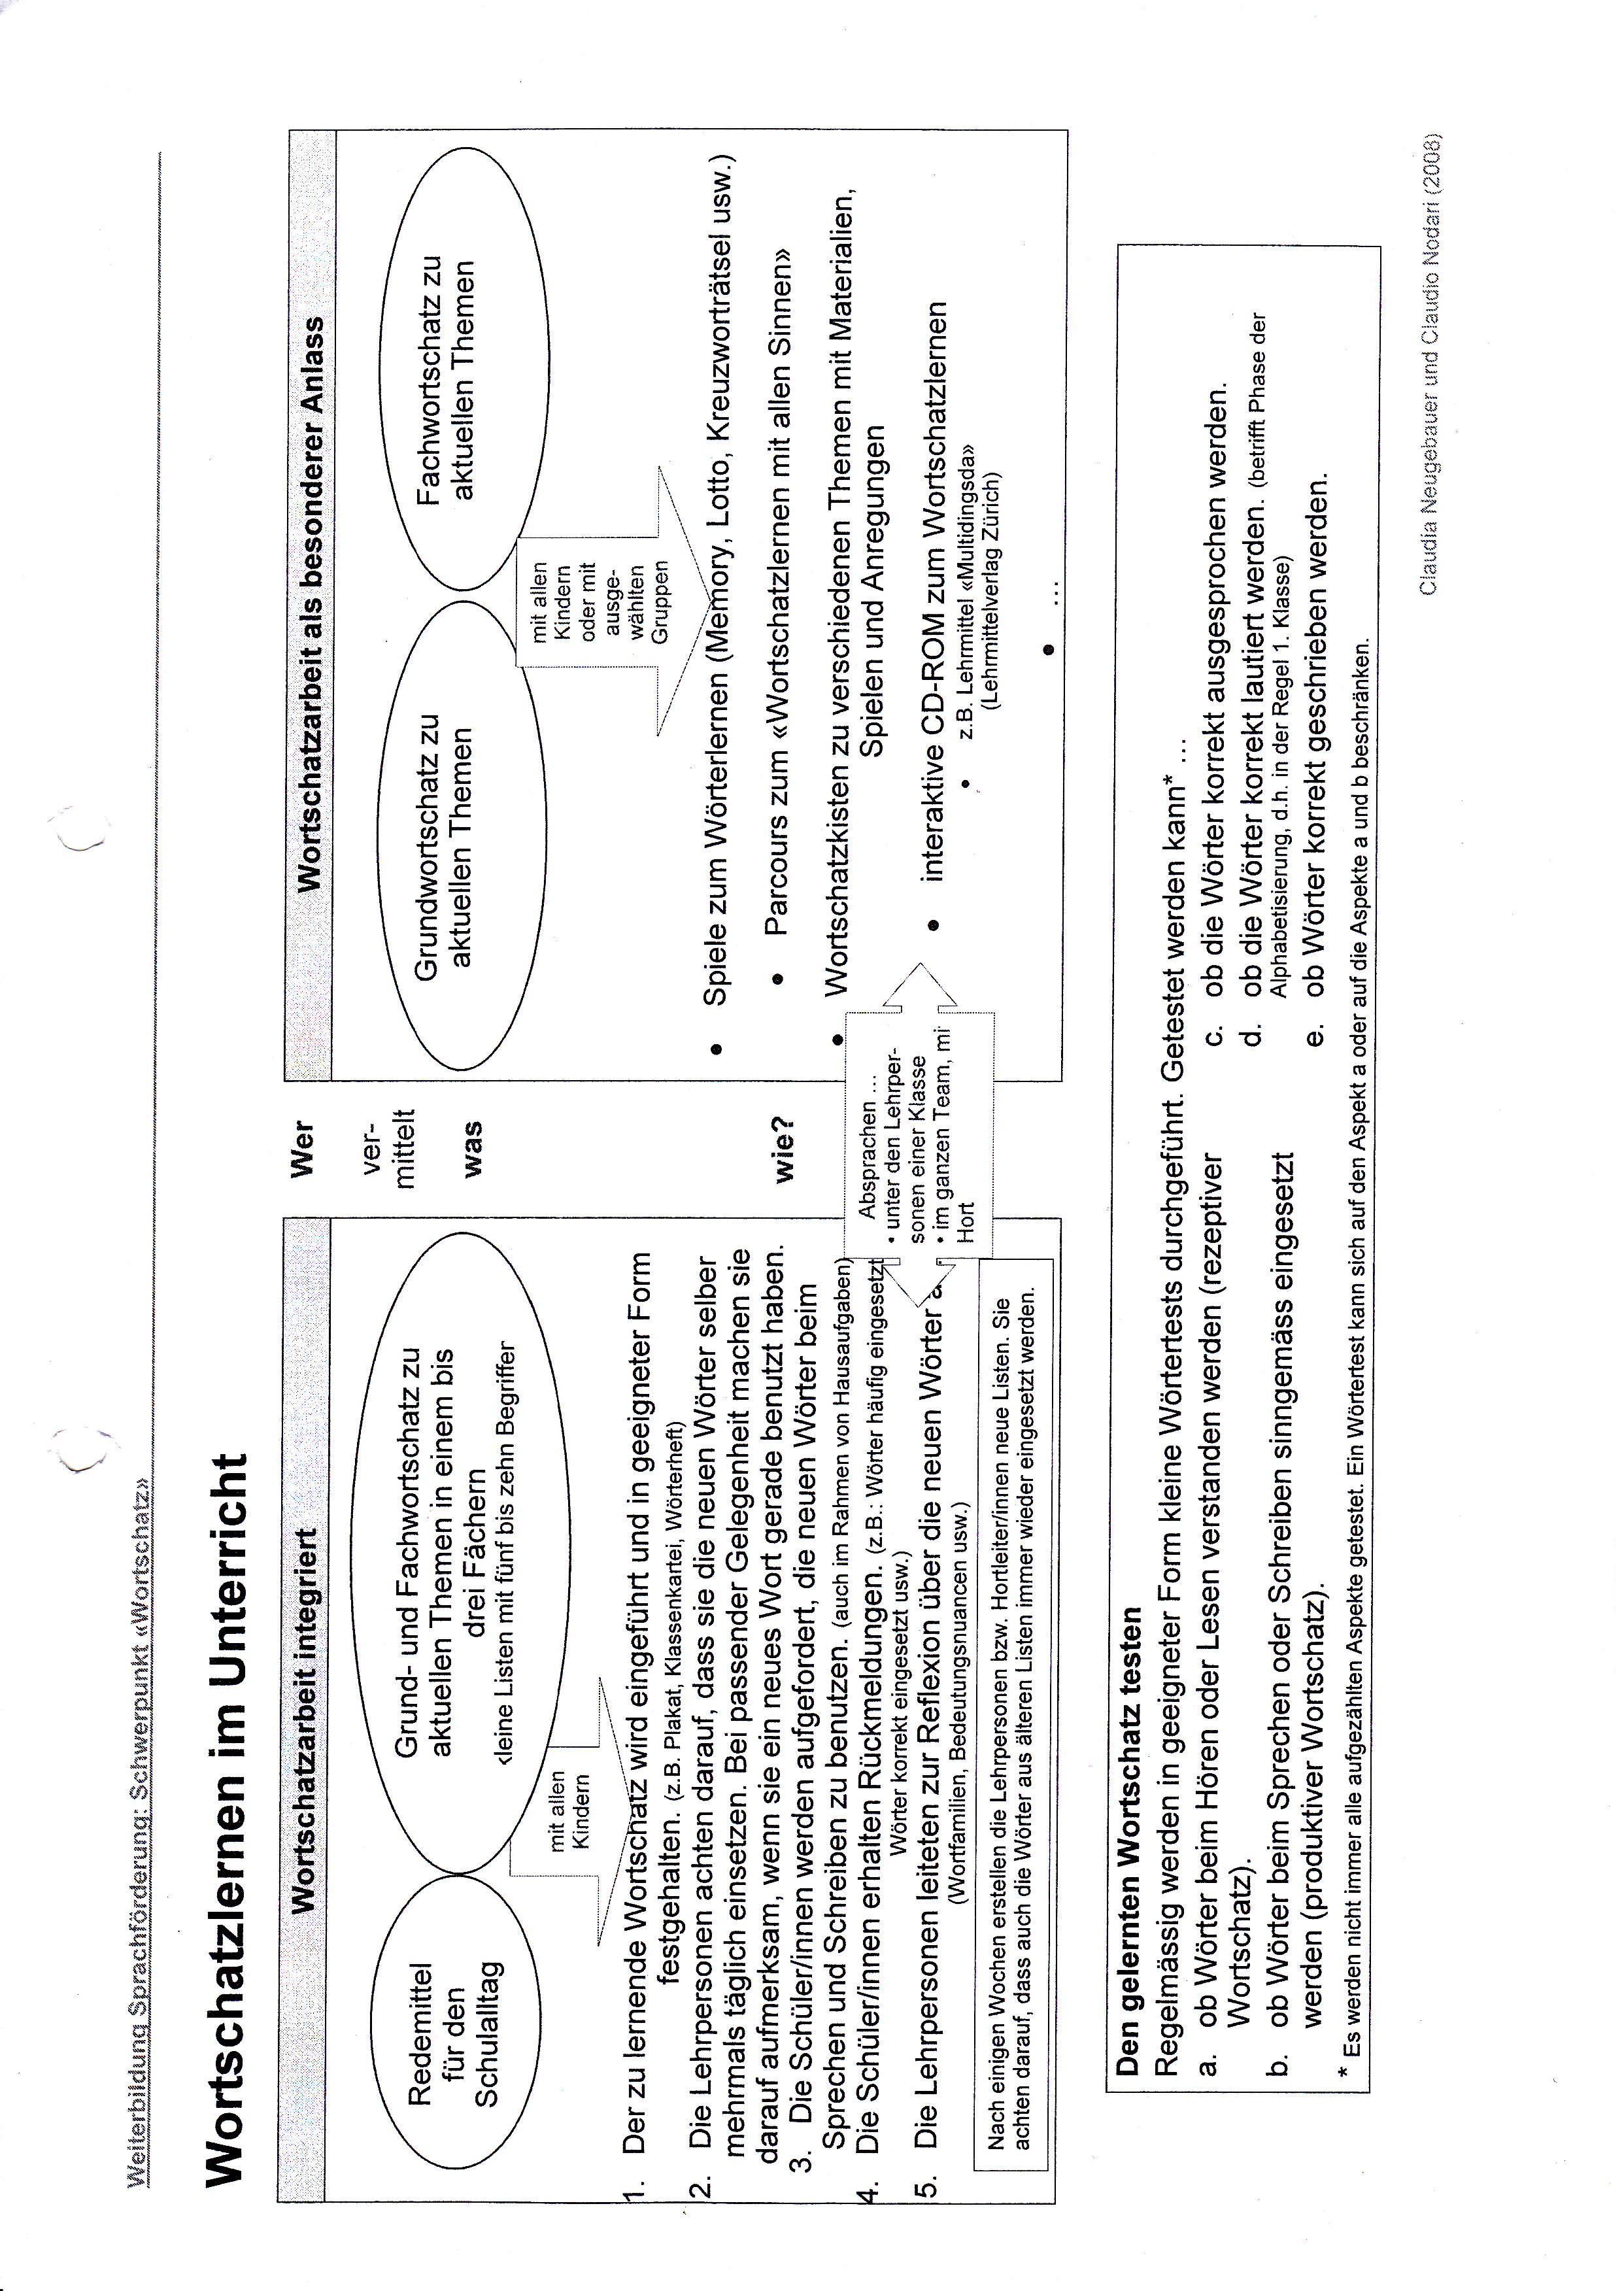 Weiterbildung Sprachförderung: Schwerpunkt «Wortschatz»
Wortschatzlernen im Unterricht
Wortschatzarbeit integriert
Redemittel
für den
Schulalltag
Grund- und Fachwortschatz zu
aktuellen Themen in einem bis
drei Fächern
kleine Listen mit fünf bis zehn Begriffen
mit allen
Kindern
1. Der zu lernende Wortschatz wird eingeführt und in geeigneter Form
festgehalten. (z.B. Plakat, Klassenkartei, Wörterheft)
2. Die Lehrpersonen achten darauf, dass sie die neuen Wörter selber
mehrmals täglich einsetzen. Bei passender Gelegenheit machen sie
darauf aufmerksam, wenn sie ein neues Wort gerade benutzt haben.
3. Die Schüler/innen werden aufgefordert, die neuen Wörter beim
Sprechen und Schreiben zu benutzen. (auch im Rahmen von Hausaufgaben)
4. Die Schüler/innen erhalten Rückmeldungen. (z.B.: Wörter häufig eingesetzt
Wörter korrekt eingesetzt usw.)
5. Die Lehrpersonen leiteten zur Reflexion über die neuen Wörter
(Wortfamilien, Bedeutungsnuancen usw.)
Nach einigen Wochen erstellen die Lehrpersonen bzw. Hortleiter/innen neue Listen. Sie
achten darauf, dass auch die Wörter aus älteren Listen immer wieder eingesetzt werden.
Wer
ver-
mittelt
was
wie?
Absprachen ...
• unter den Lehrper-
sonen einer Klasse
• im ganzen Team, mi
Hort
Wortschatzarbeit als besonderer Anlass
Grundwortschatz zu
aktuellen Themen
Fachwortschatz zu
aktuellen Themen
mit allen
Kindern
oder mit
ausge-
wählten
Gruppen
• Spiele zum Wörterlernen (Memory, Lotto, Kreuzworträtsel usw.)
• Parcours zum «Wortschatzlernen mit allen Sinnen»
• Wortschatzkisten zu verschiedenen Themen mit Materialien,
Spielen und Anregungen
• interaktive CD-ROM zum Wortschatzlernen
• z.B. Lehrmittel «Multidingsda»
(Lehrmittelverlag Zürich)
• ...
Den gelernten Wortschatz testen
Regelmässig werden in geeigneter Form kleine Wörtertests durchgeführt. Getestet werden kann* ...
a. ob Wörter beim Hören oder Lesen verstanden werden (rezeptiver
Wortschatz).
b. ob Wörter beim Sprechen oder Schreiben sinngemäss eingesetzt
werden (produktiver Wortschatz).
c. ob die Wörter korrekt ausgesprochen werden.
d. ob die Wörter korrekt lautiert werden. (betrifft Phase der
Alphabetisierung, d.h. in der Regel 1. Klasse)
e. ob Wörter korrekt geschrieben werden.
* Es werden nicht immer alle aufgezählten Aspekte getestet. Ein Wörtertest kann sich auf den Aspekt a oder auf die Aspekte a und b beschränken.
Claudia Neugebauer und Claudio Nodari (2008)